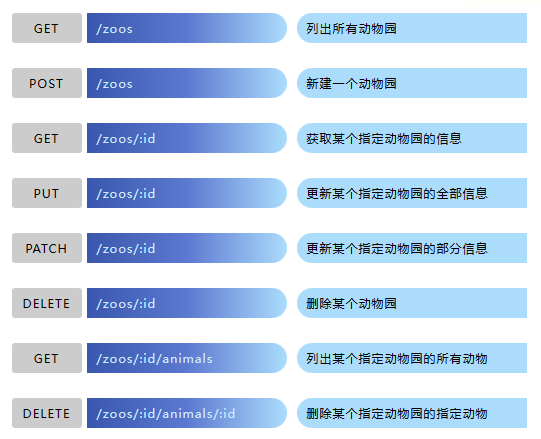 GET /zoos 列出所有动物园
POST /zoos 新建一个动物园
GET /zoos/:id 获取某个指定动物园的信息
PUT /zoos/:id 更新某个指定动物园的全部信息
PATCH /zoos/:id 更新某个指定动物园的部分信息
DELETE /zoos/:id 删除某个动物园
GET /zoos/:id/animals 列出某个指定动物园的所有动物
DELETE /zoos/:id/animals/:id 删除某个指定动物园的指定动物